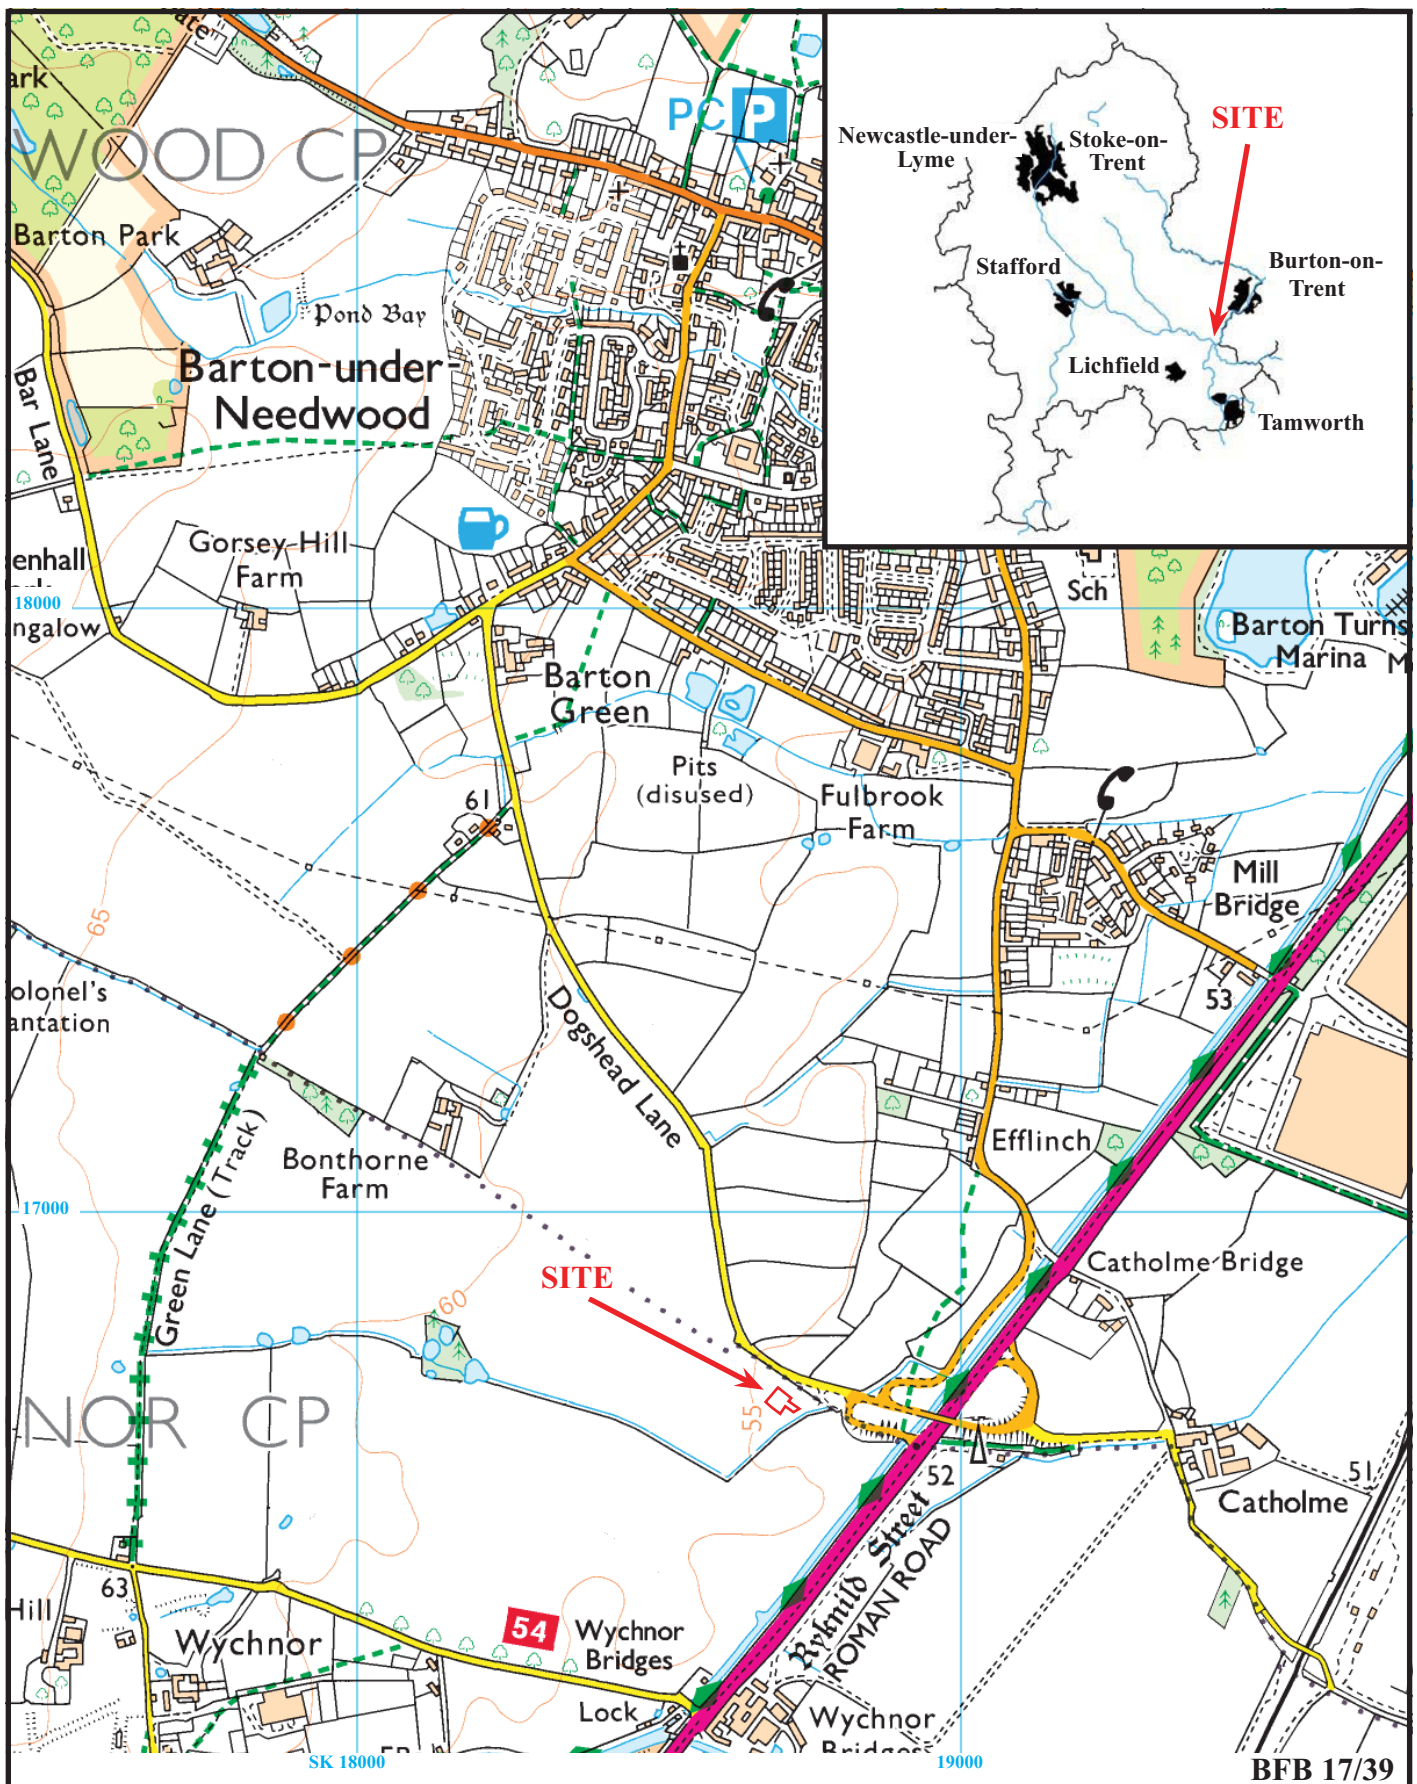 ark
WOOD CP
PC P
Barton Park
Pond Bay
Barton-under-
Needwood
Bar Lane
Newcastle-under-
Lyme
Stoke-on-
Trent
SITE
Stafford
Burton-on-
Trent
Lichfield
Tamworth
Gorsey Hill
Farm
enhall
18000
ngalow
Sch
Barton Turns
Marina
M
Barton
Green
Pits
(disused)
61
Fulbrook
Farm
Mill
Bridge
65
olonel's
antation
53
Dogshead Lane
Efflinch
Bonthorne
Farm
Green Lane (Track)
17000
Catholme Bridge
SITE
60
55
NOR CP
52
51
Catholme
Ryknild Street
ROMAN ROAD
63
Hill
Wychnor
54
Wychnor
Bridges
Lock
Wychnor
Bridges
SK 18000
19000
BFB 17/39